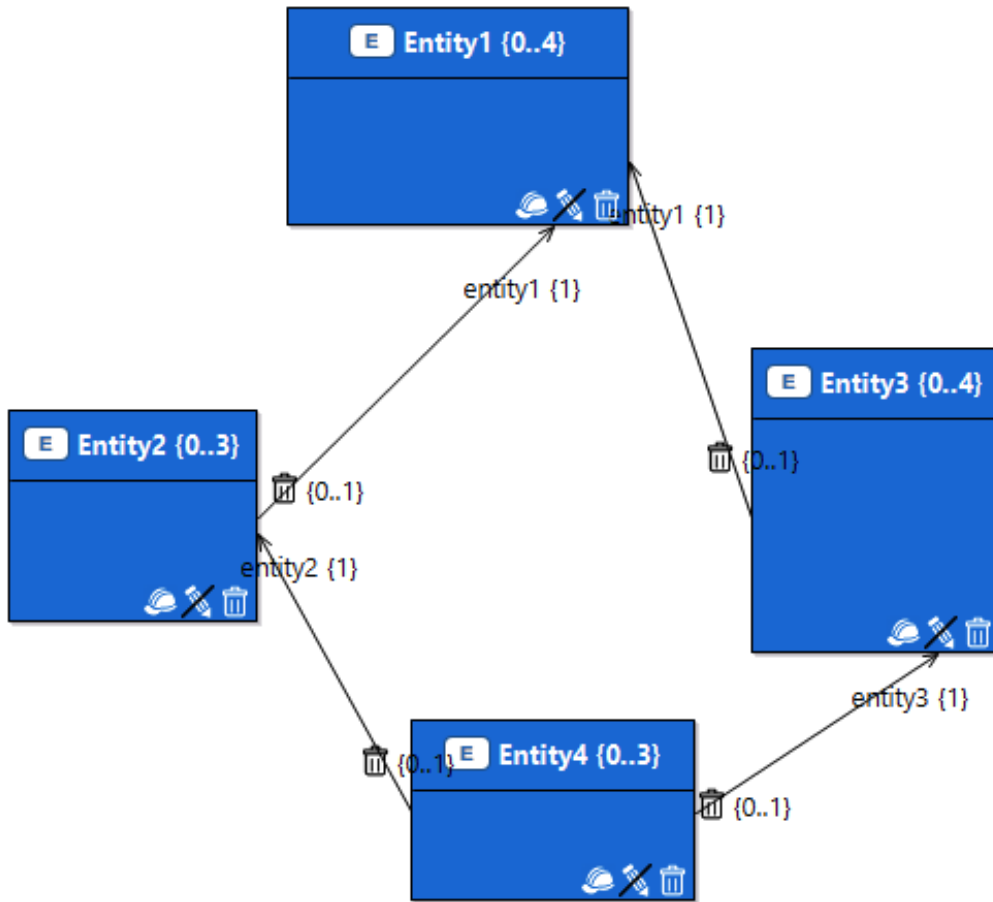 E Entity1 {0..4}
entity1 {1}
entity1 {1}
E Entity3 {0..4}
E Entity2 {0..3}
{0..1}
{0..1}
entity2 {1}
entity3 {1}
E Entity4 {0..3}
{0..1}
{0..1}